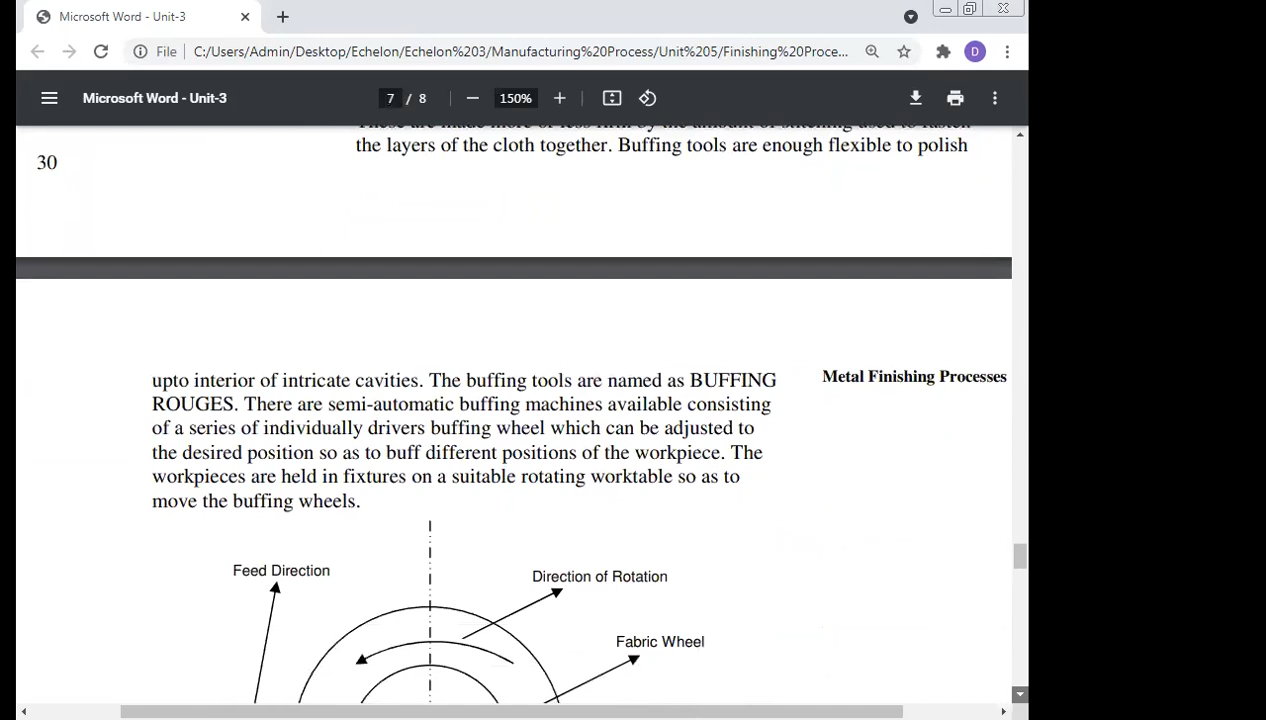 Microsoft Word - Unit-3
File C:/Users/Admin/Desktop/Echelon/Echelon%203/Manufacturing%20Process/Unit%205/Finishing%20Proce...
D
Microsoft Word - Unit-3
7 / 8
150%
These are made more or less firm by the amount of stitching used to fasten
the layers of the cloth together. Buffing tools are enough flexible to polish
30
upto interior of intricate cavities. The buffing tools are named as BUFFING
Metal Finishing Processes
ROUGES. There are semi-automatic buffing machines available consisting
of a series of individually drivers buffing wheel which can be adjusted to
the desired position so as to buff different positions of the workpiece. The
workpieces are held in fixtures on a suitable rotating worktable so as to
move the buffing wheels.
Feed Direction
Direction of Rotation
Fabric Wheel